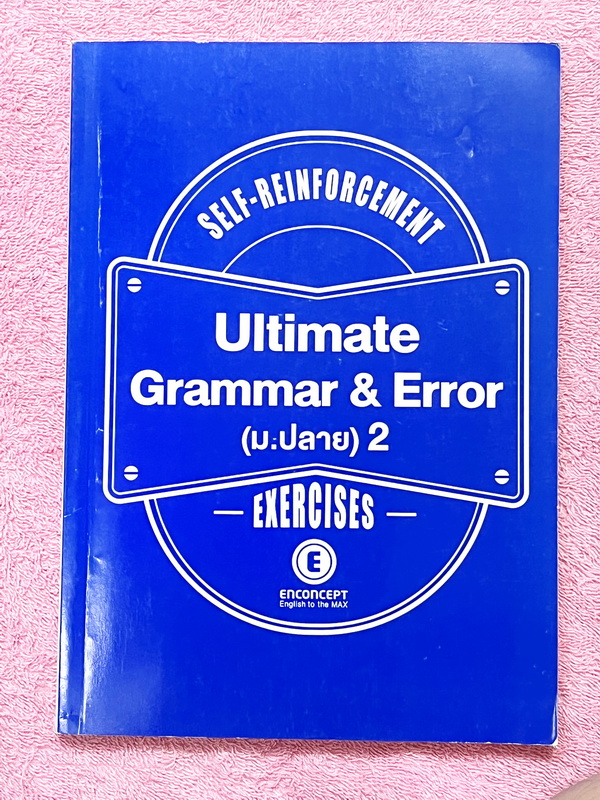 SELF-REINFORCEMENT
Ultimate
Grammar & Error
(ม.ปลาย) 2
EXERCISES
E
ENCONCEPT
English to the MAX